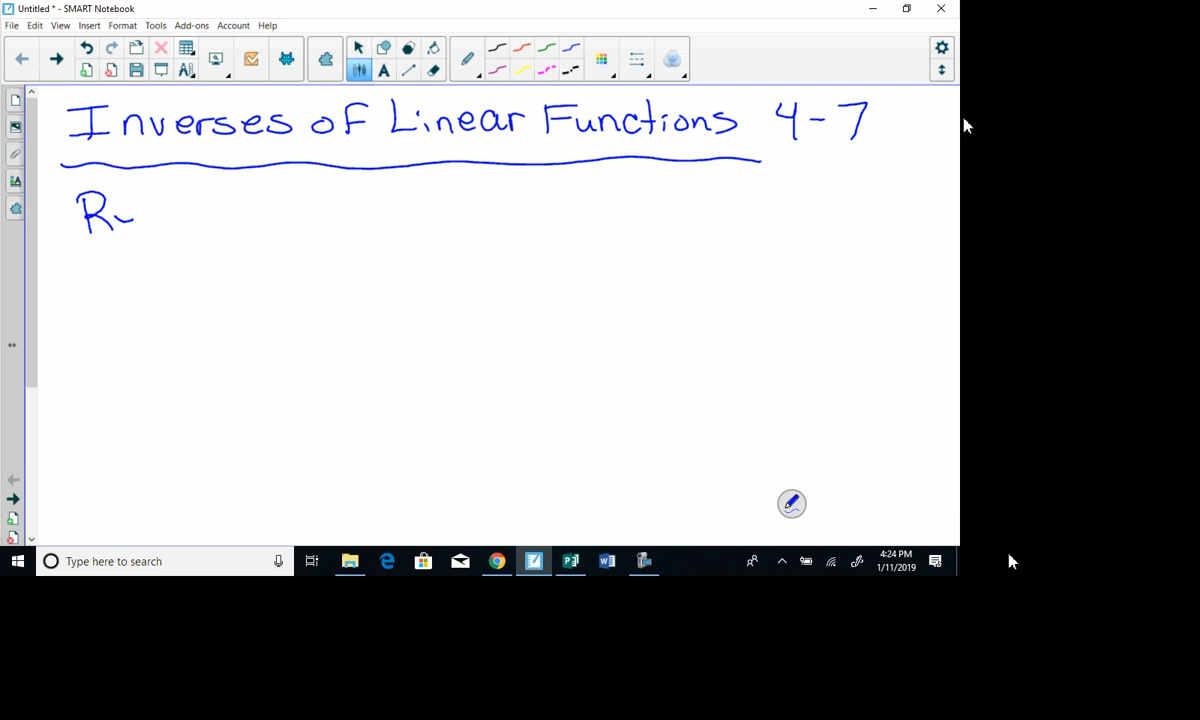 Untitled * - SMART Notebook
File Edit View Insert Format Tools Add-ons Account Help
Inverses of Linear Functions 4-7
R
Type here to search
4:24 PM
1/11/2019